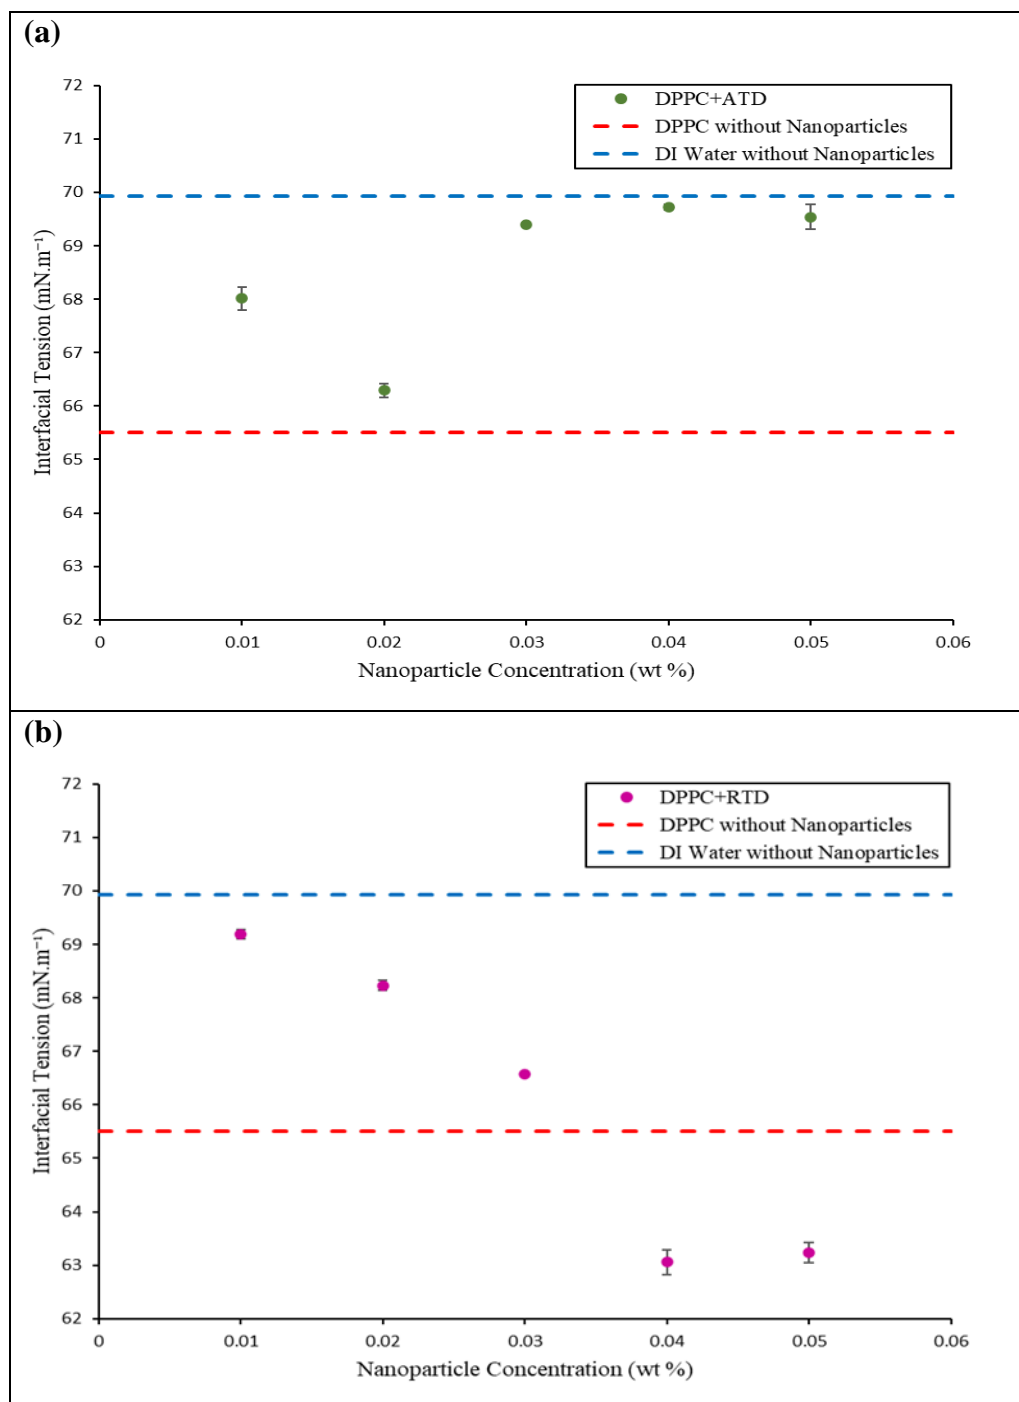 (a)
72
71
70
69
68
67
66
65
64
63
62
Interfacial Tension (mN.m⁻¹)
DPPC+ATD
DPPC without Nanoparticles
DI Water without Nanoparticles
0 0.01 0.02 0.03 0.04 0.05 0.06
Nanoparticle Concentration (wt %)
(b)
72
71
70
69
68
67
66
65
64
63
62
Interfacial Tension (mN.m⁻¹)
DPPC+RTD
DPPC without Nanoparticles
DI Water without Nanoparticles
0 0.01 0.02 0.03 0.04 0.05 0.06
Nanoparticle Concentration (wt %)